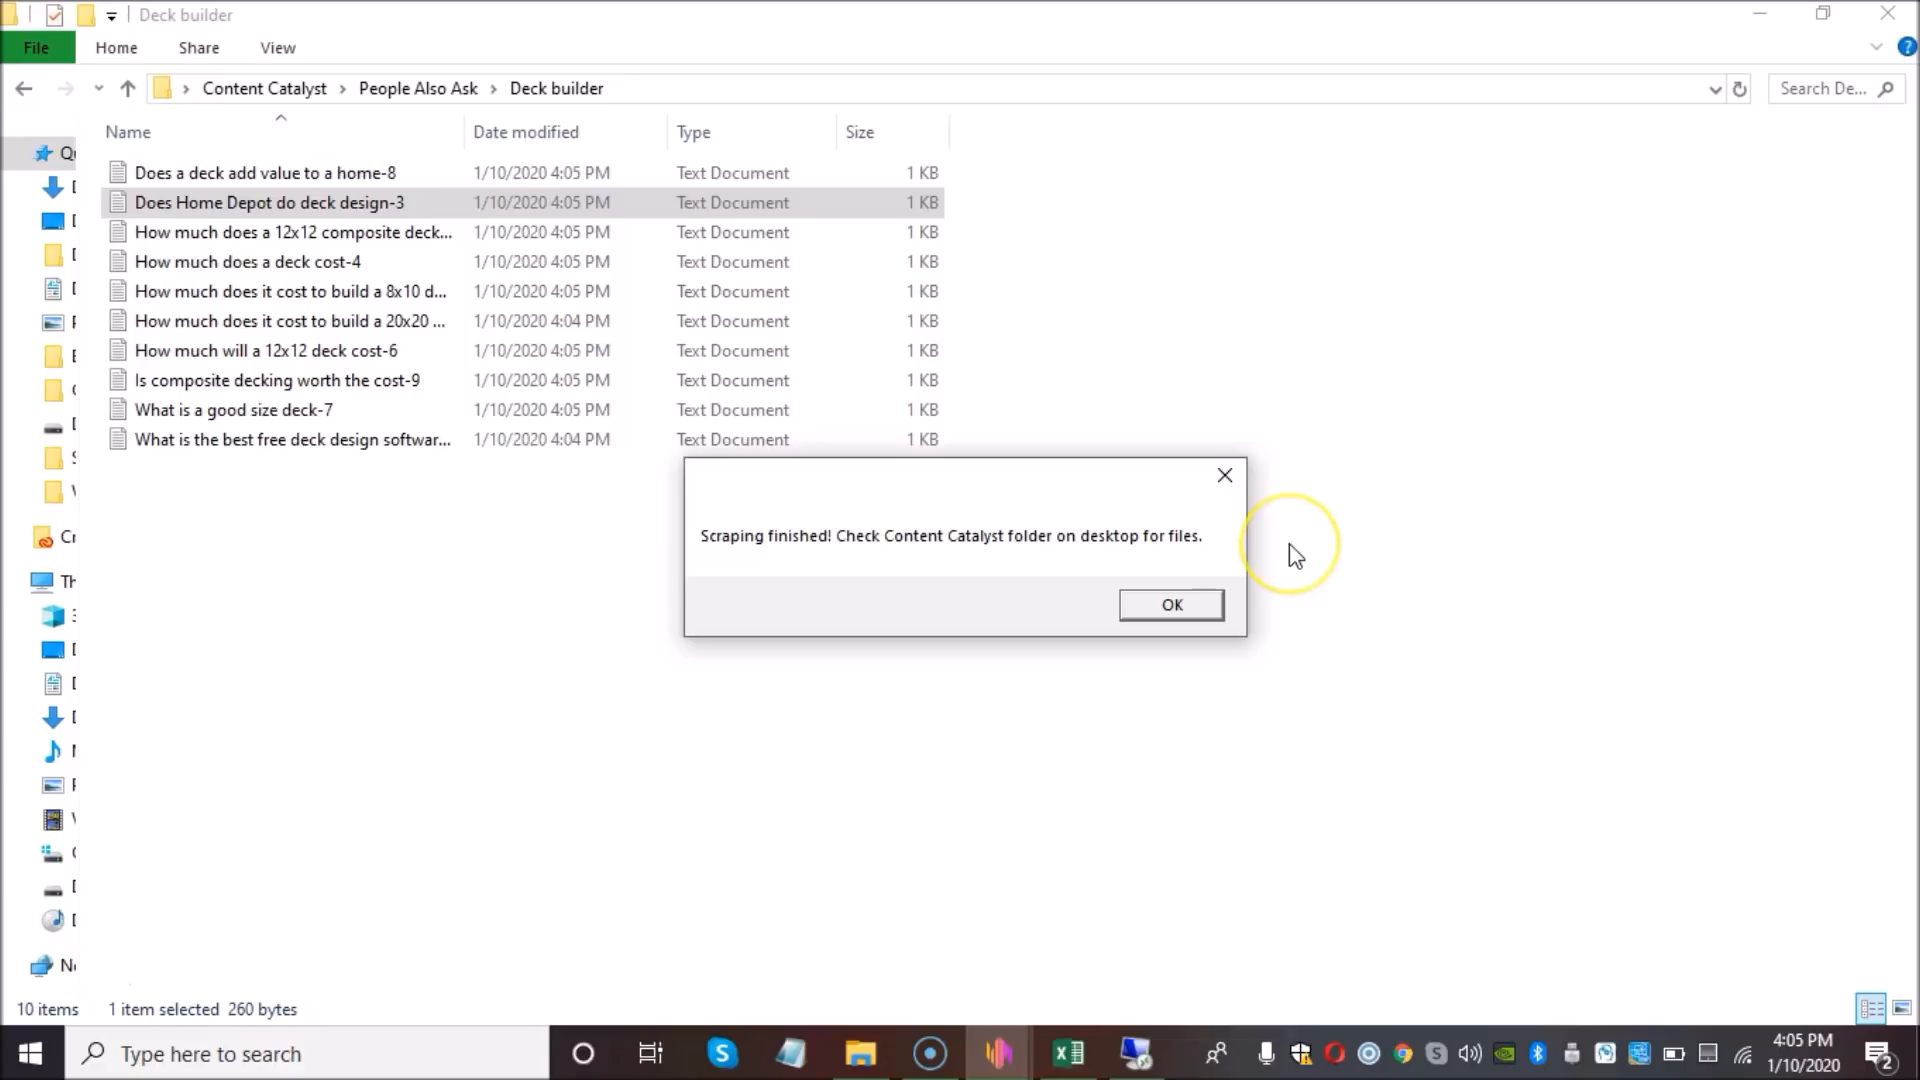 Deck builder
File Home Share View
Content Catalyst People Also Ask Deck builder Search De...
Name Date modified Type Size
Does a deck add value to a home-8 1/10/2020 4:05 PM Text Document 1 KB
Does Home Depot do deck design-3 1/10/2020 4:05 PM Text Document 1 KB
How much does a 12x12 composite deck... 1/10/2020 4:05 PM Text Document 1 KB
How much does a deck cost-4 1/10/2020 4:05 PM Text Document 1 KB
How much does it cost to build a 8x10 d... 1/10/2020 4:05 PM Text Document 1 KB
How much does it cost to build a 20x20 ... 1/10/2020 4:04 PM Text Document 1 KB
How much will a 12x12 deck cost-6 1/10/2020 4:05 PM Text Document 1 KB
Is composite decking worth the cost-9 1/10/2020 4:05 PM Text Document 1 KB
What is a good size deck-7 1/10/2020 4:05 PM Text Document 1 KB
What is the best free deck design softwar... 1/10/2020 4:04 PM Text Document 1 KB
Scraping finished! Check Content Catalyst folder on desktop for files.
OK
10 items 1 item selected 260 bytes
Type here to search
4:05 PM
1/10/2020
2